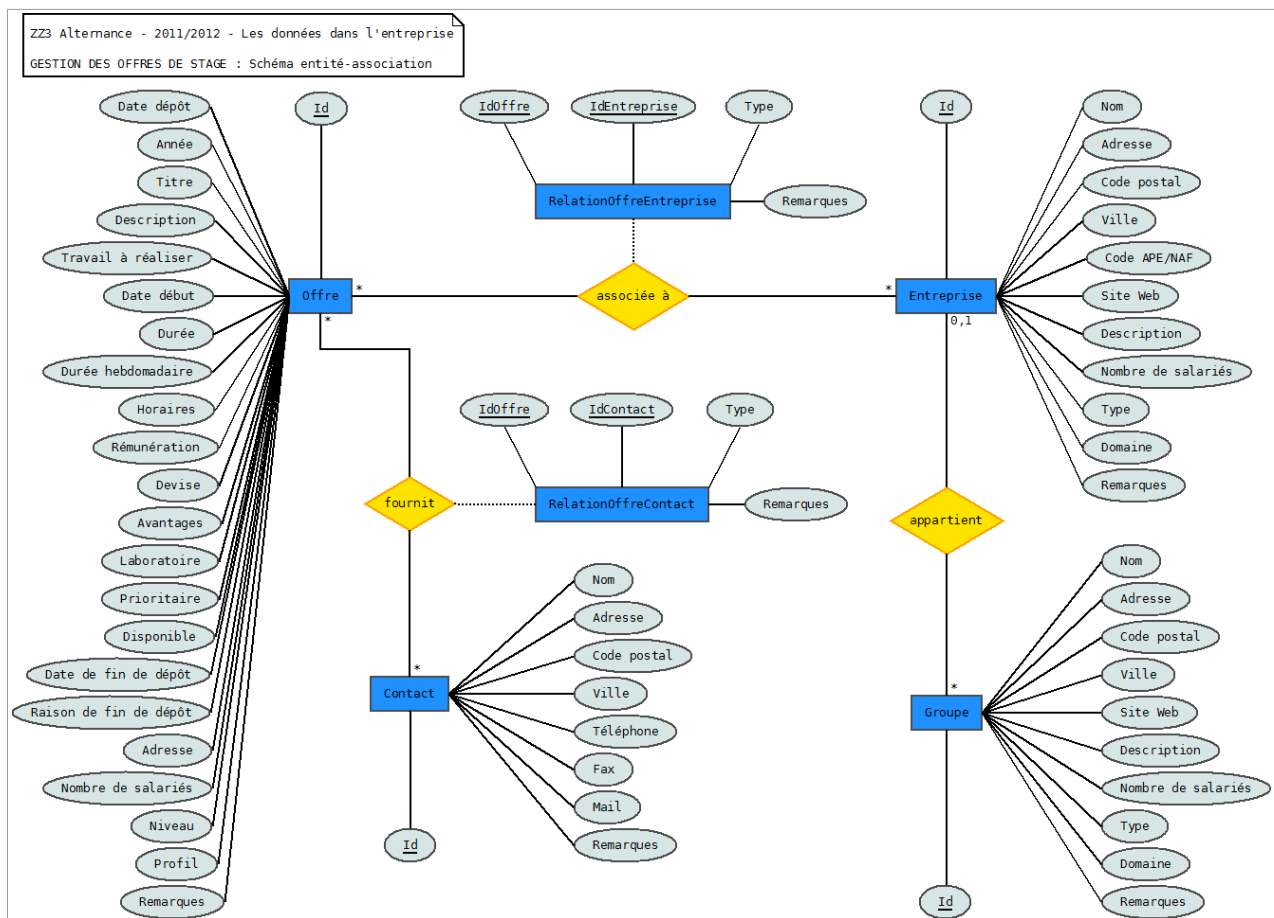 ZZ3 Alternance - 2011/2012 - Les données dans l'entreprise
GESTION DES OFFRES DE STAGE : Schéma entité-association
Date dépôt
Année
Titre
Description
Travail à réaliser
Date début
Durée
Durée hebdomadaire
Horaires
Rémunération
Devise
Avantages
Laboratoire
Prioritaire
Disponible
Date de fin de dépôt
Raison de fin de dépôt
Adresse
Nombre de salariés
Niveau
Profil
Remarques
Id
Offre
*
*
IdOffre
IdEntreprise
Type
RelationOffreEntreprise
Remarques
associée à
*
Id
Entreprise
0,1
Nom
Adresse
Code postal
Ville
Code APE/NAF
Site Web
Description
Nombre de salariés
Type
Domaine
Remarques
IdOffre
IdContact
Type
fournit
RelationOffreContact
Remarques
appartient
*
Contact
Id
Nom
Adresse
Code postal
Ville
Téléphone
Fax
Mail
Remarques
*
Groupe
Id
Nom
Adresse
Code postal
Ville
Site Web
Description
Nombre de salariés
Type
Domaine
Remarques